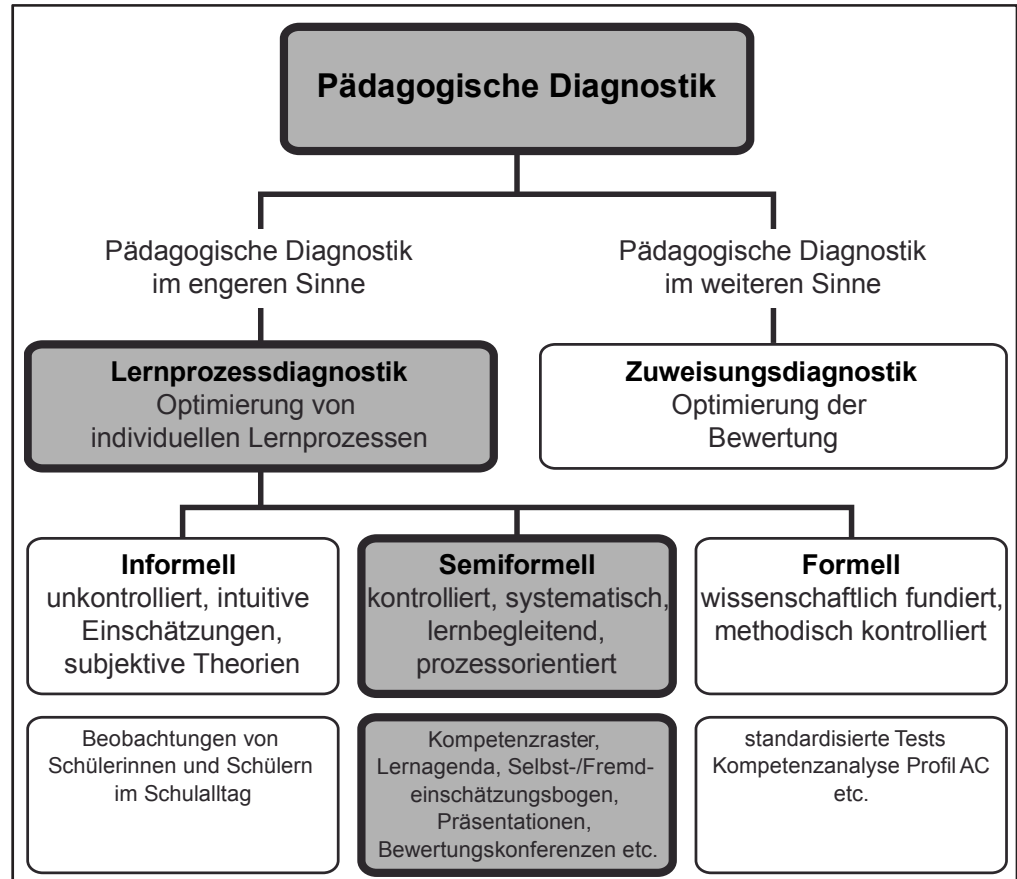 Pädagogische Diagnostik
Pädagogische Diagnostik
im engeren Sinne
Pädagogische Diagnostik
im weiteren Sinne
Lernprozessdiagnostik
Optimierung von
individuellen Lernprozessen
Zuweisungsdiagnostik
Optimierung der
Bewertung
Informell
unkontrolliert, intuitive
Einschätzungen,
subjektive Theorien
Semiformell
kontrolliert, systematisch,
lernbegleitend,
prozessorientiert
Formell
wissenschaftlich fundiert,
methodisch kontrolliert
Beobachtungen von
Schülerinnen und Schülern
im Schulalltag
Kompetenzraster,
Lernagenda, Selbst-/Fremd-
einschätzungsbogen,
Präsentationen,
Bewertungskonferenzen etc.
standardisierte Tests
Kompetenzanalyse Profil AC
etc.